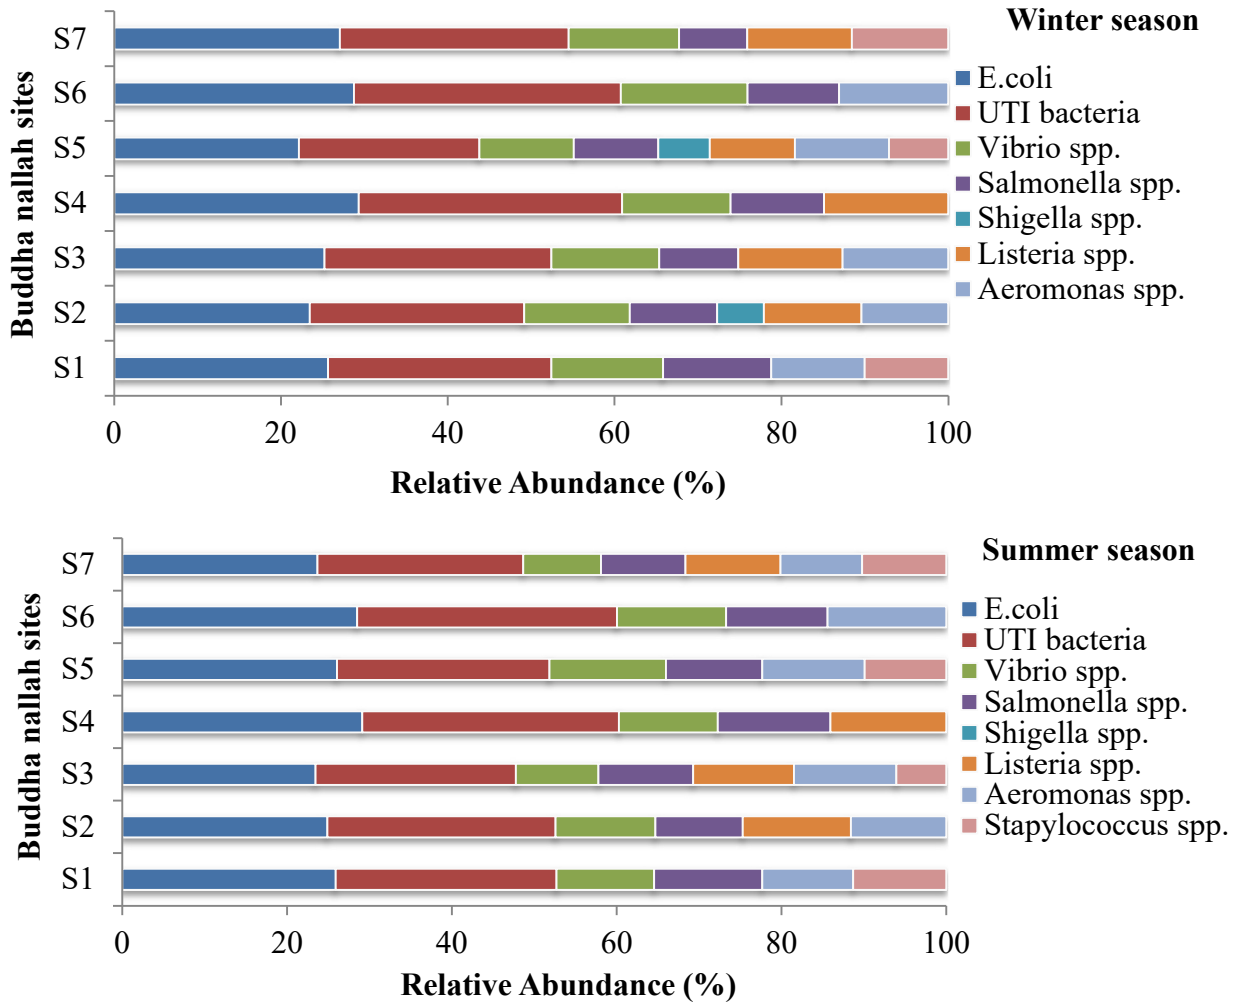 Winter season
Buddha nallah sites
S7
S6
S5
S4
S3
S2
S1
0 20 40 60 80 100
Relative Abundance (%)
E.coli
UTI bacteria
Vibrio spp.
Salmonella spp.
Shigella spp.
Listeria spp.
Aeromonas spp.
Summer season
Buddha nallah sites
S7
S6
S5
S4
S3
S2
S1
0 20 40 60 80 100
Relative Abundance (%)
E.coli
UTI bacteria
Vibrio spp.
Salmonella spp.
Shigella spp.
Listeria spp.
Aeromonas spp.
Stapylococcus spp.